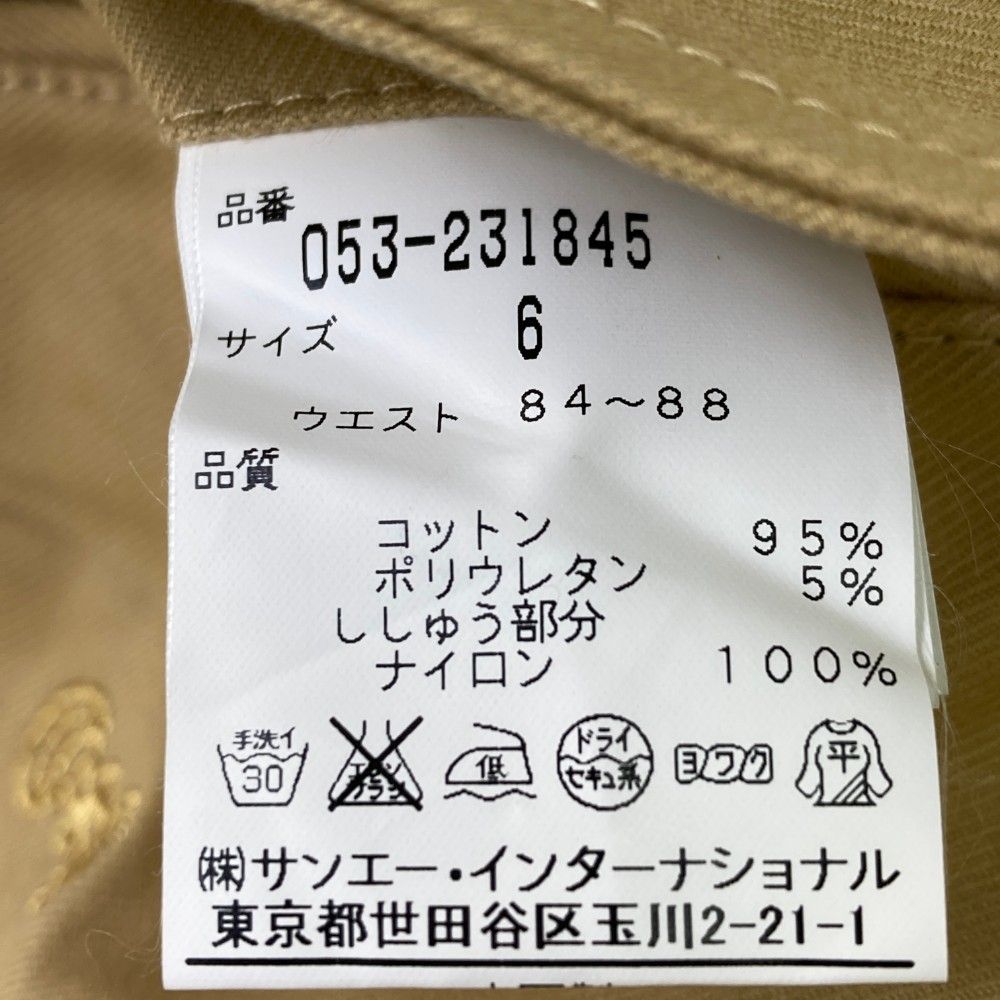 品番
053-231845
サイズ 6
ウエスト 84～88
品質
コットン 95%
ポリウレタン 5%
ししゅう部分
ナイロン 100%
手洗イ 30 エンソ サラシ 低 ドライ セキュ系 ヨワク 平
㈱サンエー・インターナショナル
東京都世田谷区玉川2-21-1